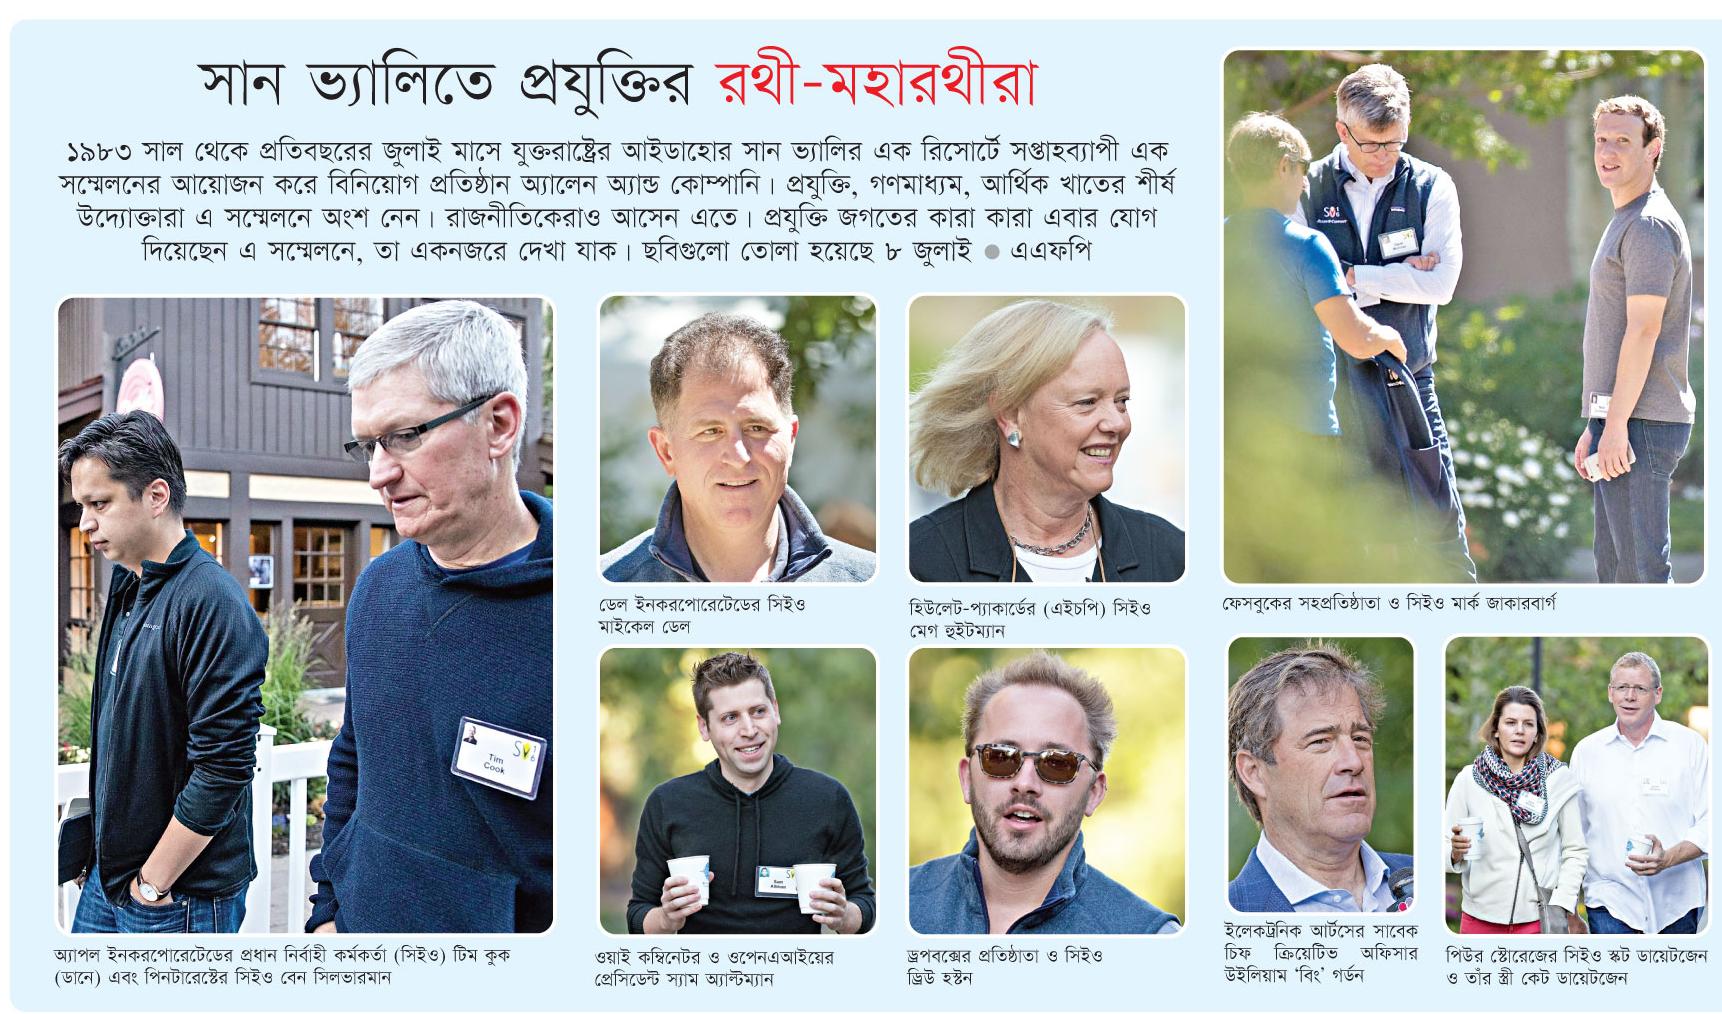 সান ভ্যালিতে প্রযুক্তির রথী-মহারথীরা
১৯৮৩ সাল থেকে প্রতিবছরের জুলাই মাসে যুক্তরাষ্ট্রের আইডাহোর সান ভ্যালির এক রিসোর্টে সপ্তাহব্যাপী এক
সম্মেলনের আয়োজন করে বিনিয়োগ প্রতিষ্ঠান অ্যালেন অ্যান্ড কোম্পানি। প্রযুক্তি, গণমাধ্যম, আর্থিক খাতের শীর্ষ
উদ্যোক্তারা এ সম্মেলনে অংশ নেন। রাজনীতিকেরাও আসেন এতে। প্রযুক্তি জগতের কারা কারা এবার যোগ
দিয়েছেন এ সম্মেলনে, তা একনজরে দেখা যাক। ছবিগুলো তোলা হয়েছে ৮ জুলাই ● এএফপি
Tim
Cook
অ্যাপল ইনকরপোরেটেডের প্রধান নির্বাহী কর্মকর্তা (সিইও) টিম কুক
(ডানে) এবং পিনটারেস্টের সিইও বেন সিলভারমান
ডেল ইনকরপোরেটেডের সিইও
মাইকেল ডেল
হিউলেট-প্যাকার্ডের (এইচপি) সিইও
মেগ হুইটম্যান
ফেসবুকের সহপ্রতিষ্ঠাতা ও সিইও মার্ক জাকারবার্গ
Sam
Altman
ওয়াই কম্বিনেটর ও ওপেনএআইয়ের
প্রেসিডেন্ট স্যাম অ্যাল্টম্যান
ড্রপবক্সের প্রতিষ্ঠাতা ও সিইও
ড্রিউ হস্টন
ইলেকট্রনিক আর্টসের সাবেক
চিফ ক্রিয়েটিভ অফিসার
উইলিয়াম ‘বিং’ গর্ডন
পিউর স্টোরেজের সিইও স্কট ডায়েটজেন
ও তাঁর স্ত্রী কেট ডায়েটজেন